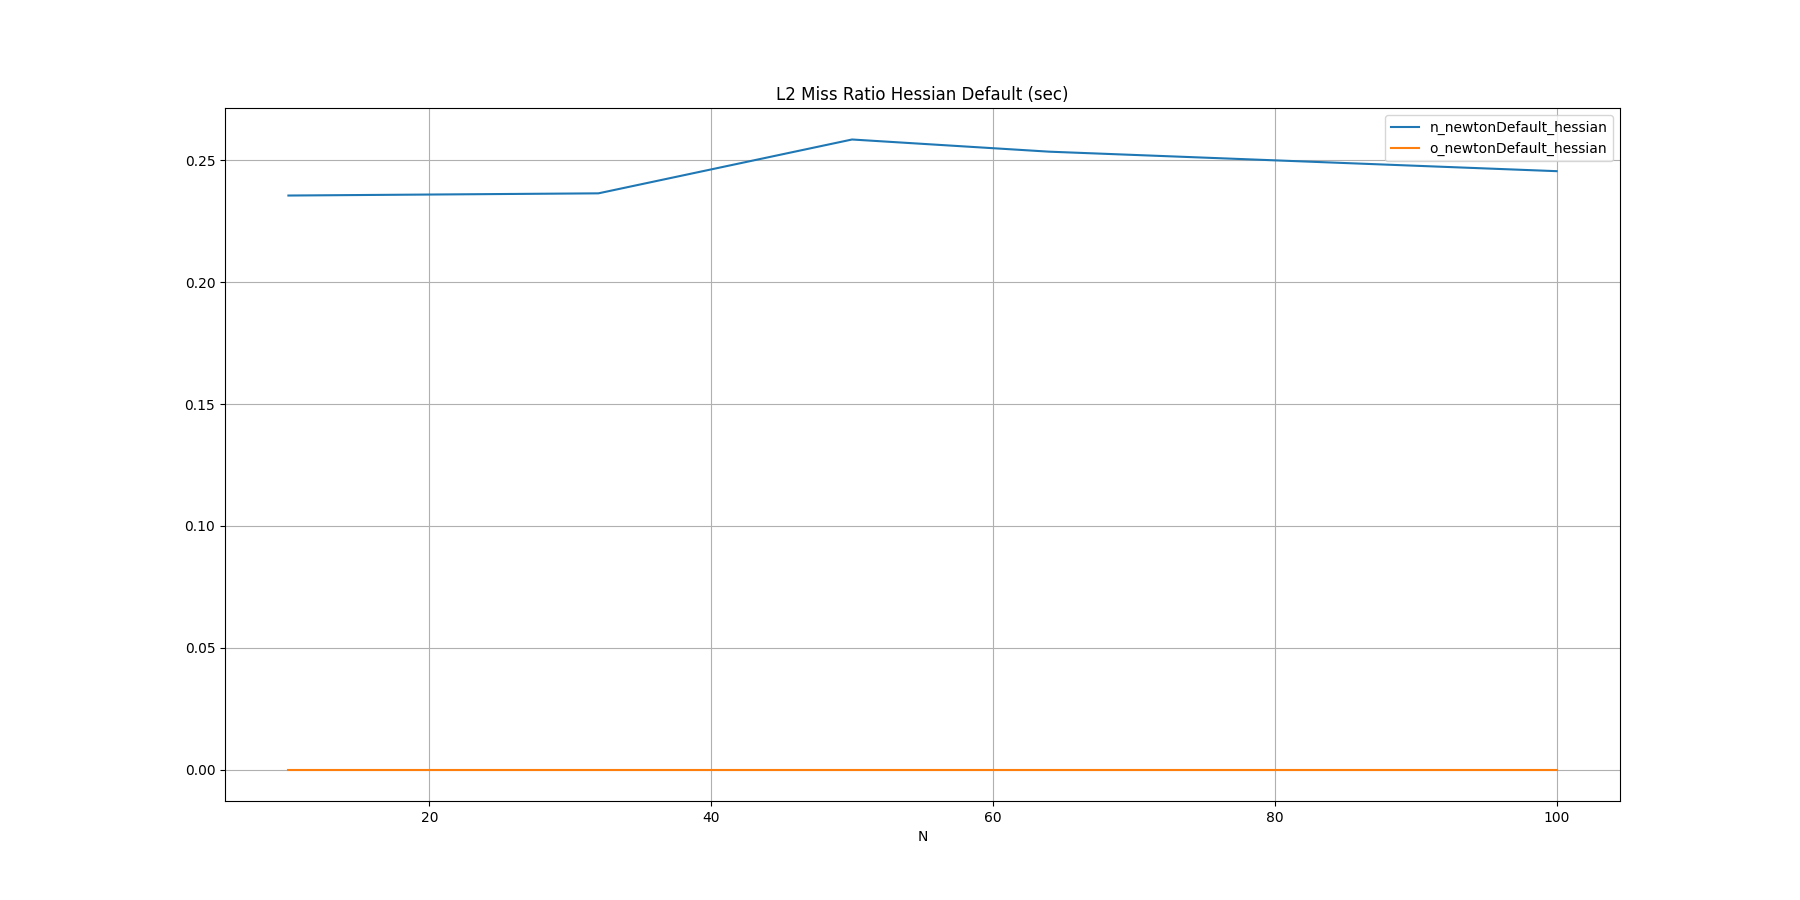 L2 Miss Ratio Hessian Default (sec)
n_newtonDefault_hessian
o_newtonDefault_hessian
0.25
0.20
0.15
0.10
0.05
0.00
20 40 60 80 100
N